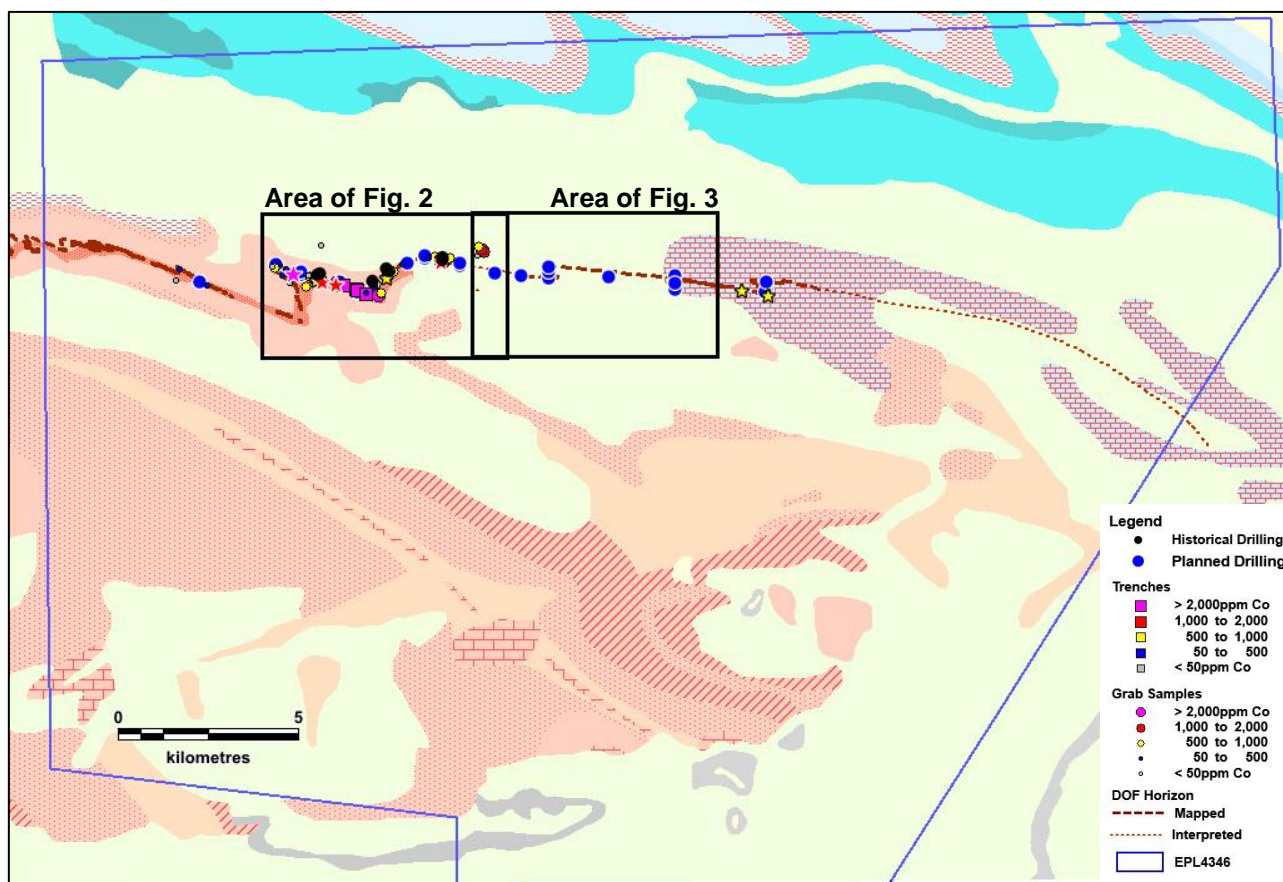 Area of Fig. 2
Area of Fig. 3
0 5
kilometres
Legend
Historical Drilling
Planned Drilling
Trenches
> 2,000ppm Co
1,000 to 2,000
500 to 1,000
50 to 500
< 50ppm Co
Grab Samples
> 2,000ppm Co
1,000 to 2,000
500 to 1,000
50 to 500
< 50ppm Co
DOF Horizon
Mapped
Interpreted
EPL4346